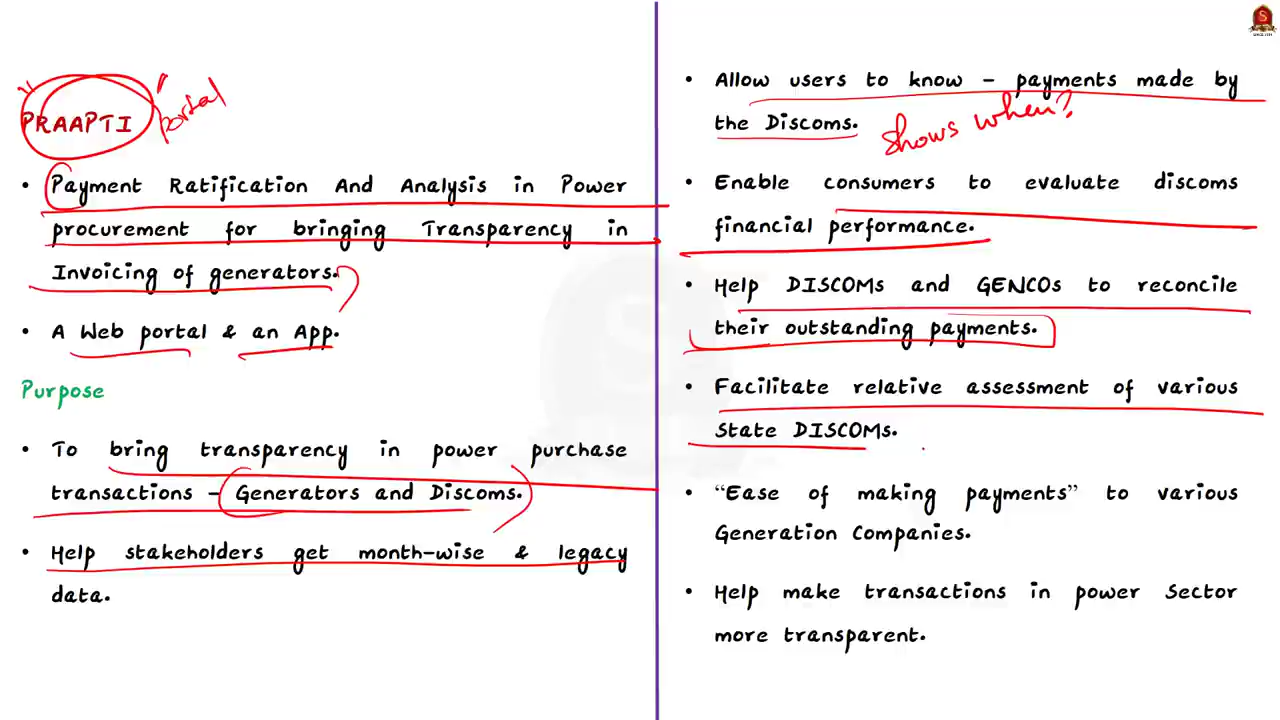 PRAAPTI
portal
• Payment Ratification And Analysis in Power
procurement for bringing Transparency in
Invoicing of generators.
• A Web portal & an App.
Purpose
• To bring transparency in power purchase
transactions – Generators and Discoms.
• Help stakeholders get month-wise & legacy
data.
• Allow users to know – payments made by
the Discoms.
Shows when?
• Enable consumers to evaluate discoms
financial performance.
• Help DISCOMs and GENCOs to reconcile
their outstanding payments.
• Facilitate relative assessment of various
State DISCOMs.
• “Ease of making payments” to various
Generation Companies.
• Help make transactions in power Sector
more transparent.